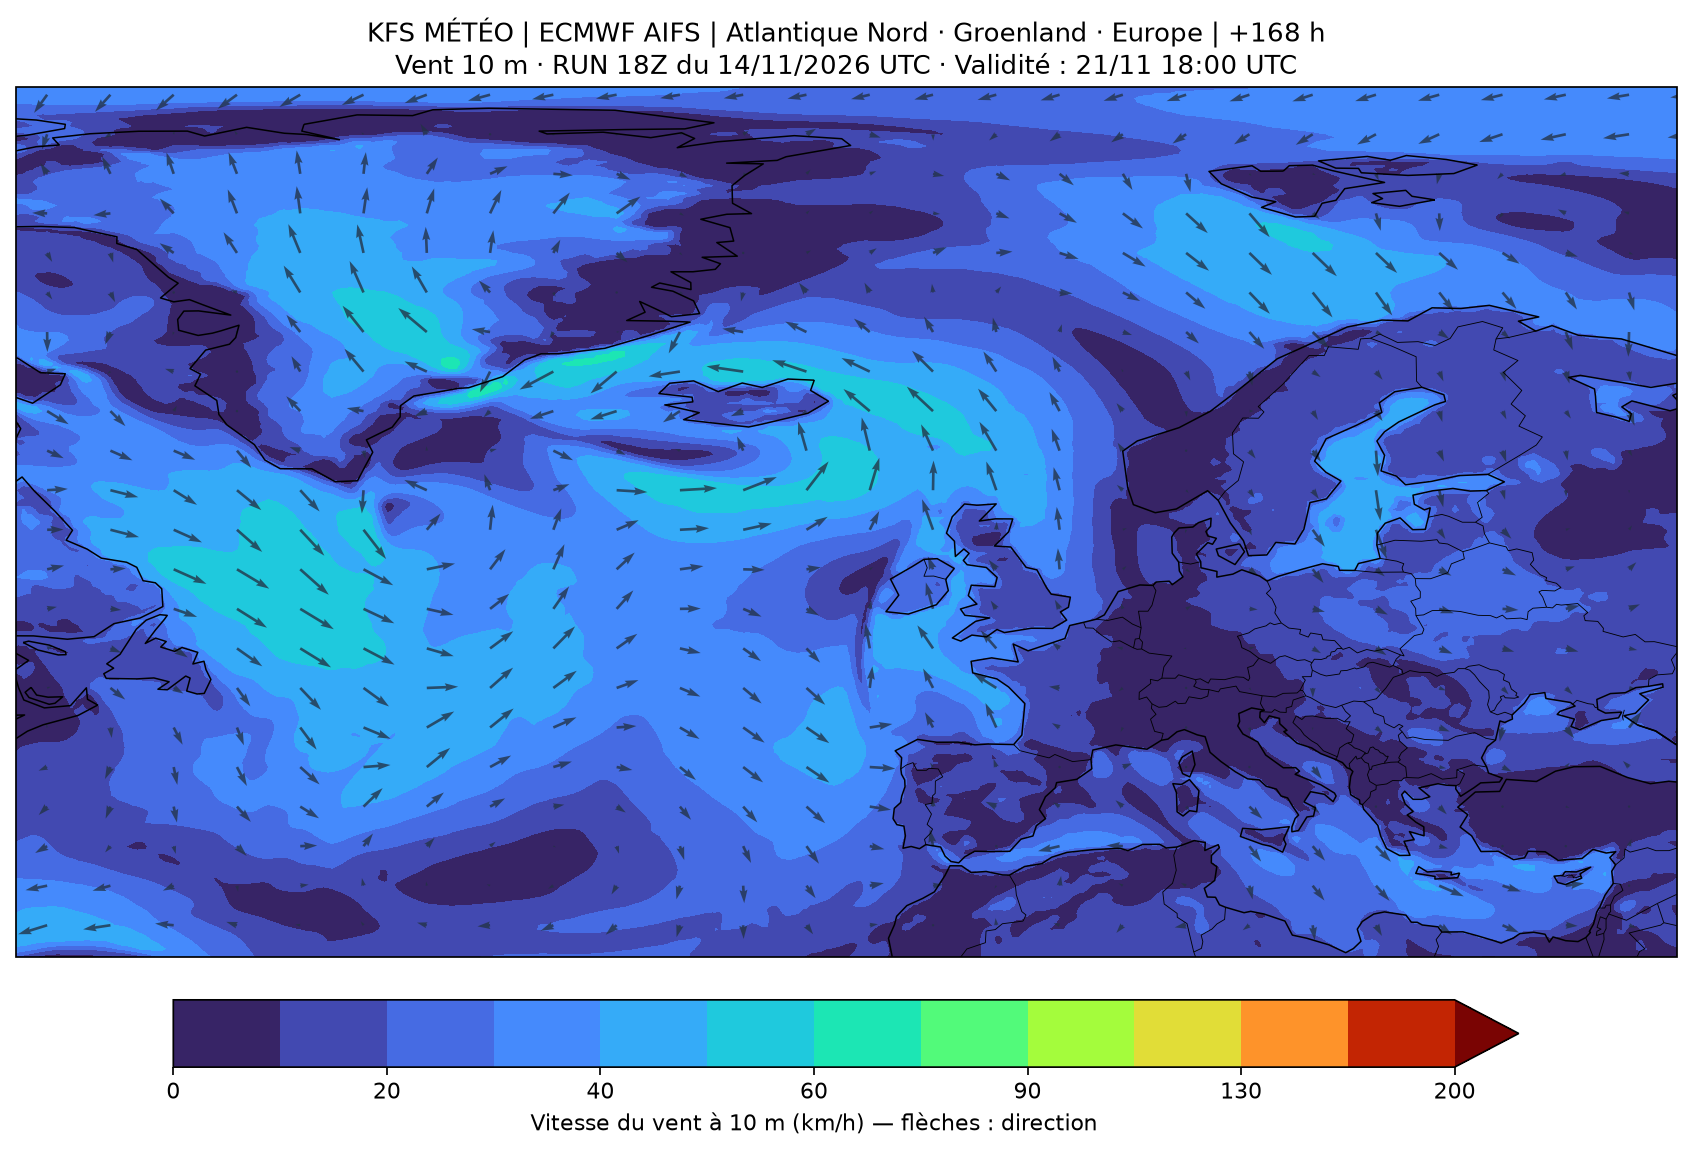 KFS MÉTÉO | ECMWF AIFS | Atlantique Nord · Groenland · Europe | +168 h
Vent 10 m · RUN 18Z du 14/11/2026 UTC · Validité : 21/11 18:00 UTC
0 20 40 60 90 130 200
Vitesse du vent à 10 m (km/h) — flèches : direction